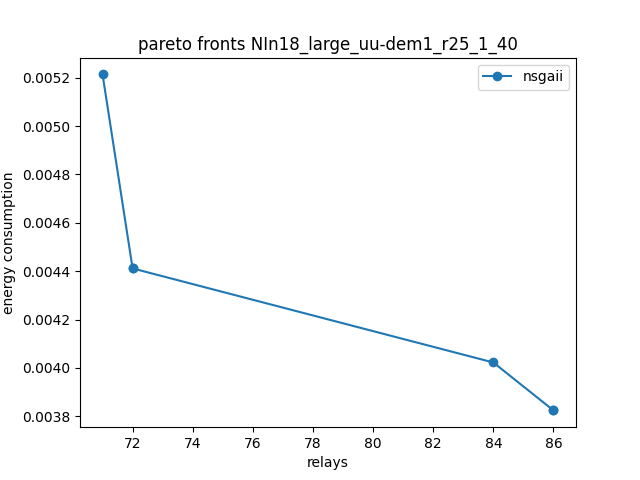 pareto fronts NIn18_large_uu-dem1_r25_1_40
nsgaii
0.0052
0.0050
0.0048
0.0046
0.0044
0.0042
0.0040
0.0038
energy consumption
72 74 76 78 80 82 84 86
relays